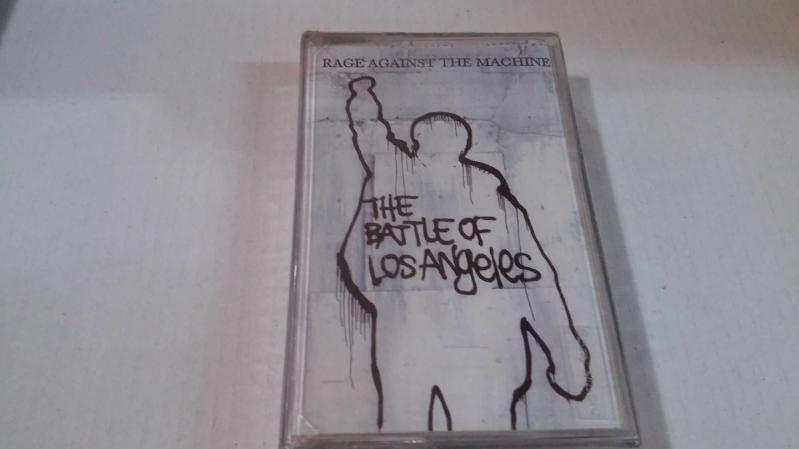 RAGE AGAINST THE MACHINE
THE
BATTLE OF
LOS ANgeles